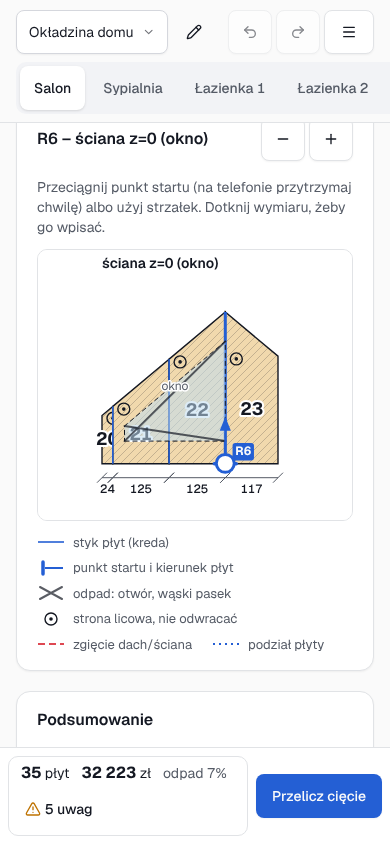 Okładzina domu
Salon
Sypialnia
Łazienka 1
Łazienka 2
R6 – ściana z=0 (okno)
Przeciągnij punkt startu (na telefonie przytrzymaj
chwilę) albo użyj strzałek. Dotknij wymiaru, żeby
go wpisać.
ściana z=0 (okno)
okno
20
21
22
23
R6
24
125
125
117
styk płyt (kreda)
punkt startu i kierunek płyt
odpad: otwór, wąski pasek
strona licowa, nie odwracać
zgięcie dach/ściana
podział płyty
Podsumowanie
35 płyt 32 223 zł odpad 7%
5 uwag
Przelicz cięcie